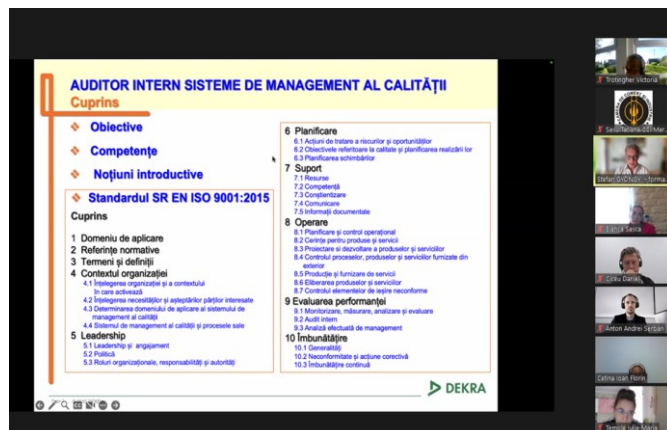 AUDITOR INTERN SISTEME DE MANAGEMENT AL CALITĂȚII
Cuprins
Obiective
Competențe
Noțiuni introductive
Standardul SR EN ISO 9001:2015
Cuprins
1 Domeniu de aplicare
2 Referințe normative
3 Termeni și definiții
4 Contextul organizației
4.1 Înțelegerea organizației și a contextului
în care activează
4.2 Înțelegerea necesităților și așteptărilor părților interesate
4.3 Determinarea domeniului de aplicare al sistemului de
management al calității
4.4 Sistemul de management al calității și procesele sale
5 Leadership
5.1 Leadership și angajament
5.2 Politică
5.3 Roluri organizaționale, responsabilități și autorități
6 Planificare
6.1 Acțiuni de tratare a riscurilor și oportunităților
6.2 Obiectivele referitoare la calitate și planificarea realizării lor
6.3 Planificarea schimbărilor
7 Suport
7.1 Resurse
7.2 Competență
7.3 Conștientizare
7.4 Comunicare
7.5 Informații documentate
8 Operare
8.1 Planificare și control operațional
8.2 Cerințe pentru produse și servicii
8.3 Proiectare si dezvoltare a produselor și serviciilor
8.4 Controlul proceselor, produselor și serviciilor furnizate din
exterior
8.5 Producție și furnizare de servicii
8.6 Eliberarea produselor și serviciilor
8.7 Controlul elementelor de ieșire neconforme
9 Evaluarea performanței
9.1 Monitorizare, măsurare, analizare și evaluare
9.2 Audit intern
9.3 Analiză efectuată de management
10 Îmbunătățire
10.1 Generalități
10.2 Neconformitate și acțiune corectivă
10.3 Îmbunătățire continuă
DEKRA
Trotingher Victoria
Stefan GYÖNGY - forma
Bianca Sasca
Cricău Daniel
Anton Andrei Serban
Catina Ioan Florin
Temple Iulia-Maria